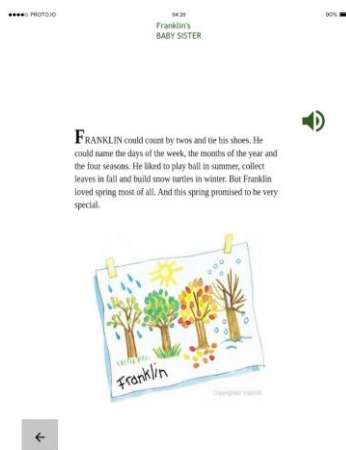 PROTO.IO
04:20
90%
Franklin's
BABY SISTER
FRANKLIN could count by twos and tie his shoes. He
could name the days of the week, the months of the year and
the four seasons. He liked to play ball in summer, collect
leaves in fall and build snow turtles in winter. But Franklin
loved spring most of all. And this spring promised to be very
special.
Franklin
Copyrighted material